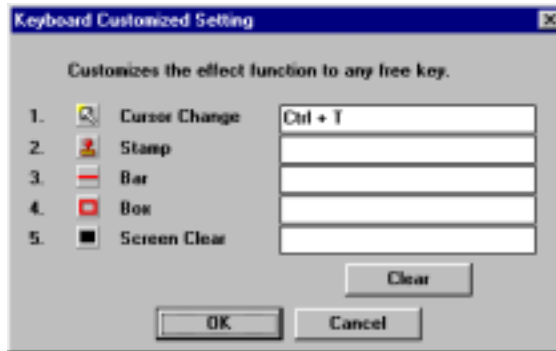 Keyboard Customized Setting
Customizes the effect function to any free key.
1. Cursor Change Ctrl + T
2. Stamp
3. Bar
4. Box
5. Screen Clear
Clear
OK Cancel